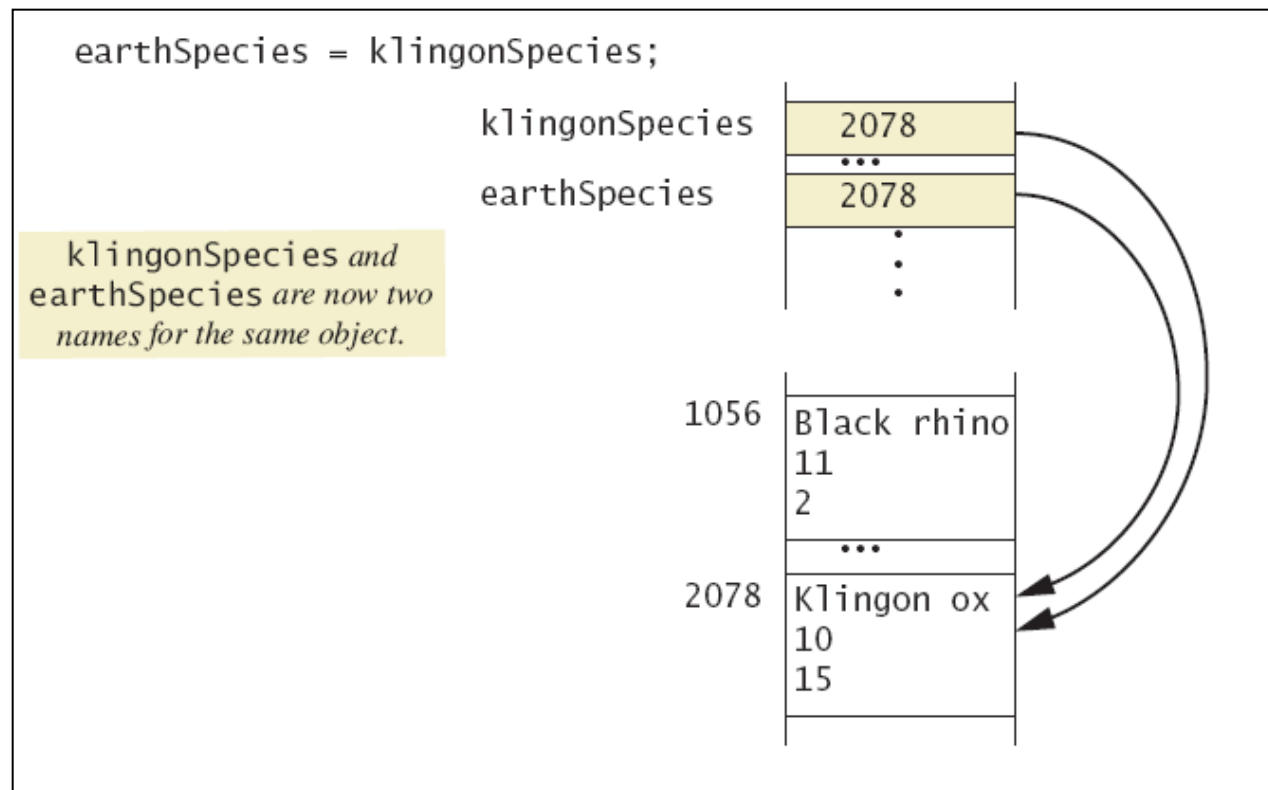 earthSpecies = klingonSpecies;
klingonSpecies 2078
•••
earthSpecies 2078
klingonSpecies and
earthSpecies are now two
names for the same object.
1056 Black rhino
11
2
•••
2078 Klingon ox
10
15